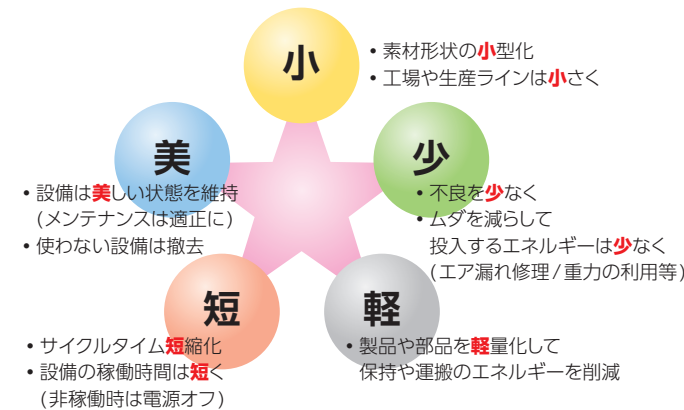 小
• 素材形状の小型化
• 工場や生産ラインは小さく
美
• 設備は美しい状態を維持
(メンテナンスは適正に)
• 使わない設備は撤去
少
• 不良を少なく
• ムダを減らして
投入するエネルギーは少なく
(エア漏れ修理/重力の利用等)
短
• サイクルタイム短縮化
• 設備の稼働時間は短く
(非稼働時は電源オフ)
軽
• 製品や部品を軽量化して
保持や運搬のエネルギーを削減